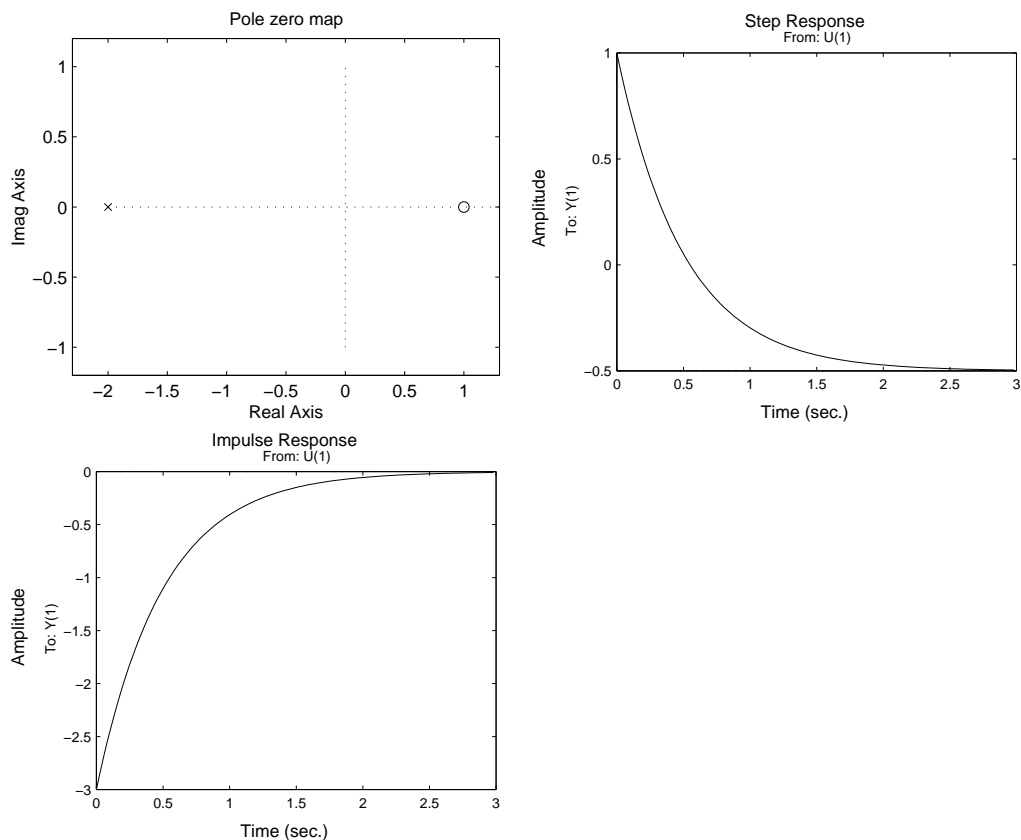 Pole zero map
1
0.5
0
−0.5
−1
Imag Axis
−2 −1.5 −1 −0.5 0 0.5 1
Real Axis
Step Response
From: U(1)
1
0.5
0
−0.5
Amplitude
To: Y(1)
0 0.5 1 1.5 2 2.5 3
Time (sec.)
Impulse Response
From: U(1)
0
−0.5
−1
−1.5
−2
−2.5
−3
Amplitude
To: Y(1)
0 0.5 1 1.5 2 2.5 3
Time (sec.)